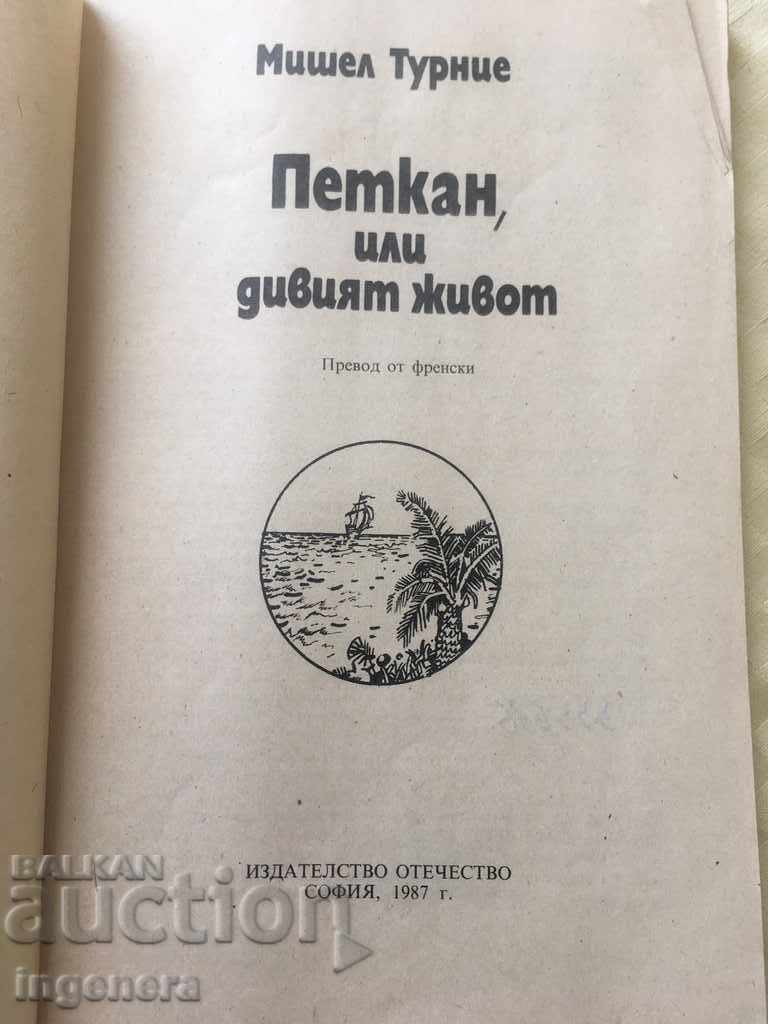 Мишел Турние
Петкан,
или
дивият живот
Превод от френски
ИЗДАТЕЛСТВО ОТЕЧЕСТВО
СОФИЯ, 1987 г.
BALKAN
auction
ingenera